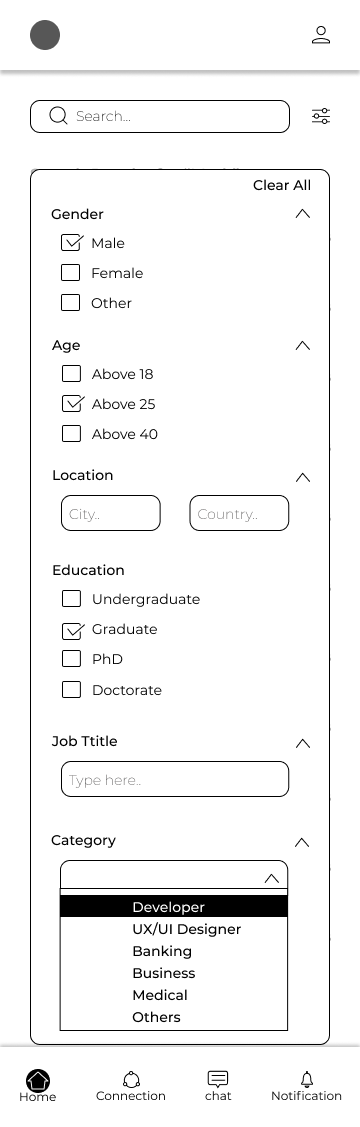 Search...
Clear All
Gender
Male
Female
Other
Age
Above 18
Above 25
Above 40
Location
City..
Country..
Education
Undergraduate
Graduate
PhD
Doctorate
Job Ttitle
Type here..
Category
Developer
UX/UI Designer
Banking
Business
Medical
Others
Home
Connection
chat
Notification